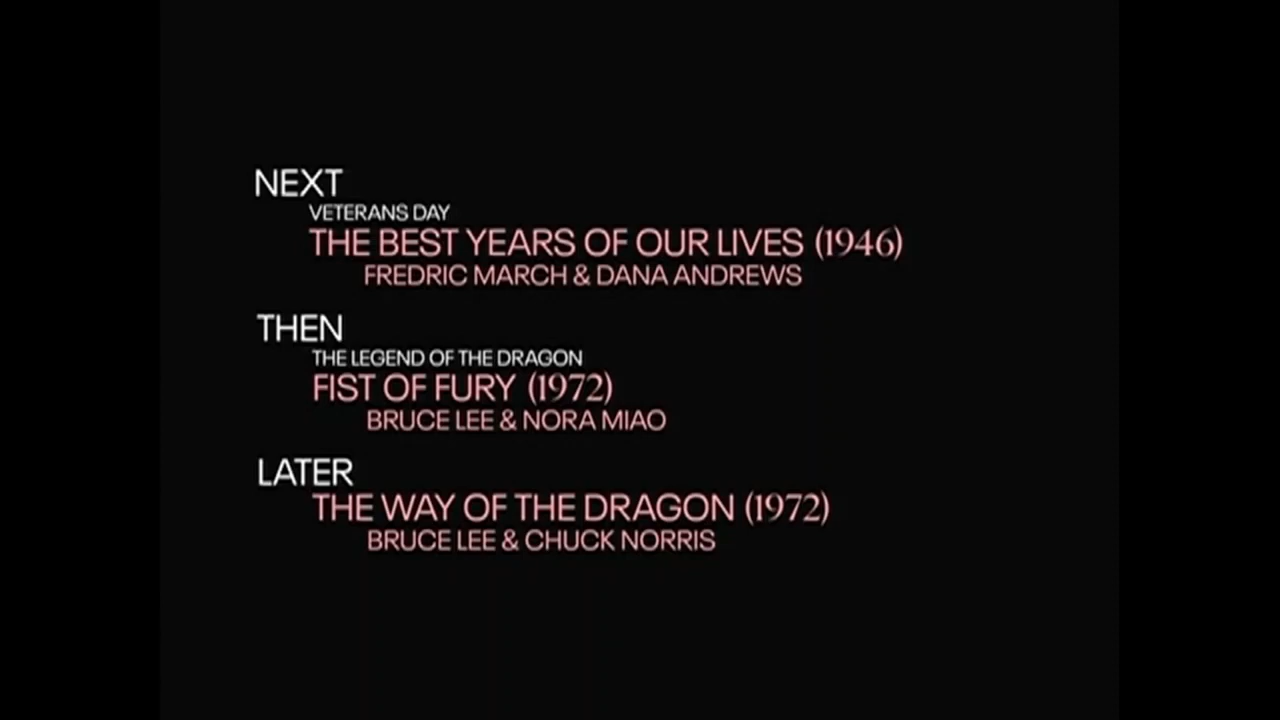 NEXT
VETERANS DAY
THE BEST YEARS OF OUR LIVES (1946)
FREDRIC MARCH & DANA ANDREWS
THEN
THE LEGEND OF THE DRAGON
FIST OF FURY (1972)
BRUCE LEE & NORA MIAO
LATER
THE WAY OF THE DRAGON (1972)
BRUCE LEE & CHUCK NORRIS